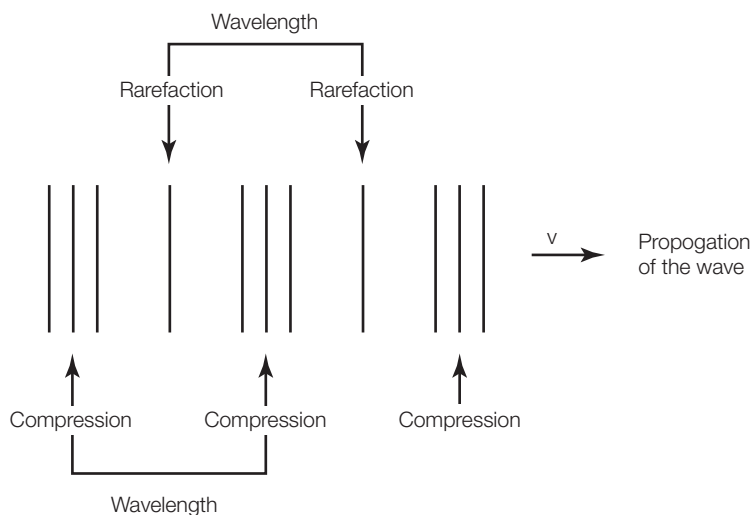 Wavelength
Rarefaction
Rarefaction
v
Propogation
of the wave
Compression
Compression
Compression
Wavelength